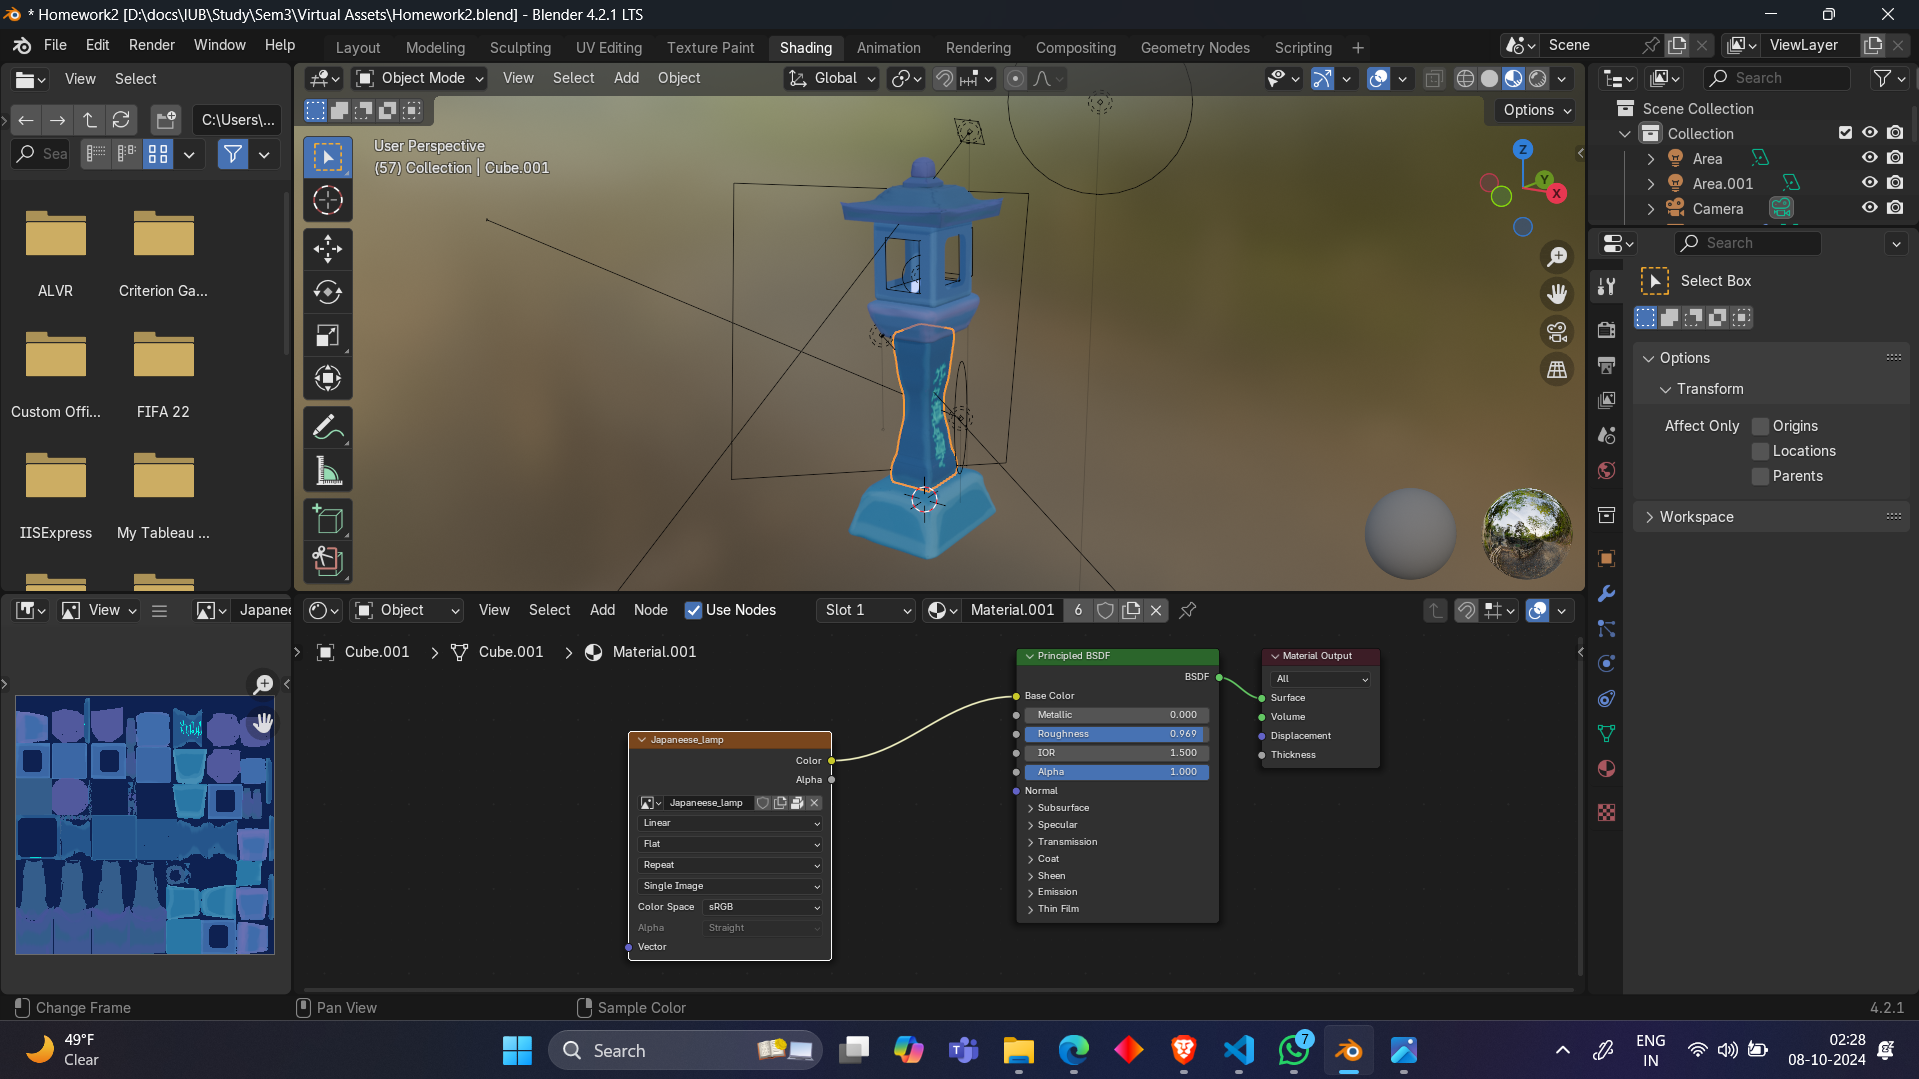 * Homework2 [D:\docs\IUB\Study\Sem3\Virtual Assets\Homework2.blend] - Blender 4.2.1 LTS
File Edit Render Window Help
Layout Modeling Sculpting UV Editing Texture Paint Shading Animation Rendering Compositing Geometry Nodes Scripting +
Scene ViewLayer
View Select
Object Mode View Select Add Object Global
Search
C:\Users\...
Options
Sea
User Perspective
(57) Collection | Cube.001
Z
Y
X
Scene Collection
Collection
Area
Area.001
Camera
Search
Select Box
ALVR Criterion Ga...
Custom Offi... FIFA 22
IISExpress My Tableau ...
Options
Transform
Affect Only Origins
Locations
Parents
Workspace
View Japanee
Object View Select Add Node Use Nodes Slot 1 Material.001 6
Cube.001 > Cube.001 > Material.001
Japaneese_lamp
Color
Alpha
Japaneese_lamp
Linear
Flat
Repeat
Single Image
Color Space sRGB
Alpha Straight
Vector
Principled BSDF
BSDF
Base Color
Metallic 0.000
Roughness 0.969
IOR 1.500
Alpha 1.000
Normal
Subsurface
Specular
Transmission
Coat
Sheen
Emission
Thin Film
Material Output
All
Surface
Volume
Displacement
Thickness
Change Frame Pan View Sample Color 4.2.1
49°F
Clear
Search
7
ENG
IN
02:28
08-10-2024